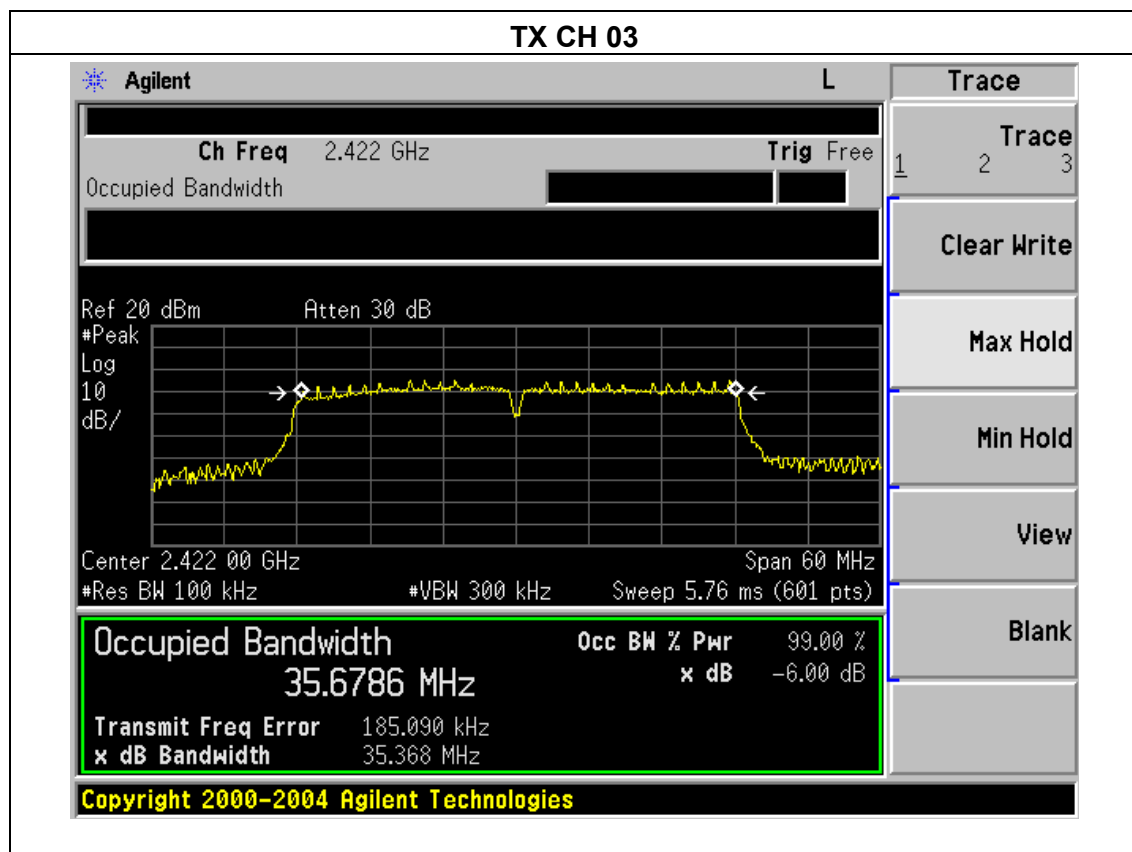 TX CH 03
Agilent L Trace
Ch Freq 2.422 GHz Trig Free
Occupied Bandwidth
Trace
1 2 3
Clear Write
Max Hold
Min Hold
View
Blank
Ref 20 dBm Atten 30 dB
#Peak
Log
10
dB/
Center 2.422 00 GHz Span 60 MHz
#Res BW 100 kHz #VBW 300 kHz Sweep 5.76 ms (601 pts)
Occupied Bandwidth Occ BW % Pwr 99.00 %
35.6786 MHz x dB -6.00 dB
Transmit Freq Error 185.090 kHz
x dB Bandwidth 35.368 MHz
Copyright 2000-2004 Agilent Technologies